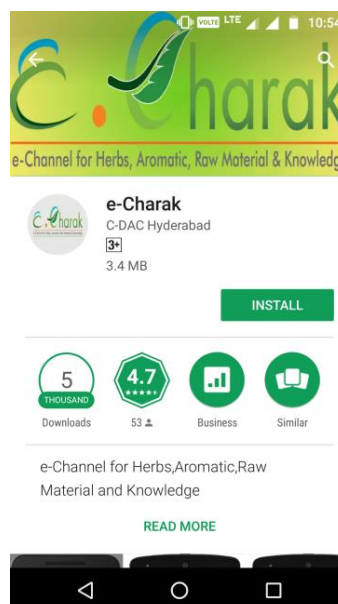 VOLTE LTE 10:54
e.Charak
e-Channel for Herbs, Aromatic, Raw Material & Knowledg
e-Charak
C-DAC Hyderabad
3+
3.4 MB
INSTALL
5
THOUSAND
Downloads
4.7
53
Business
Similar
e-Channel for Herbs,Aromatic,Raw
Material and Knowledge
READ MORE